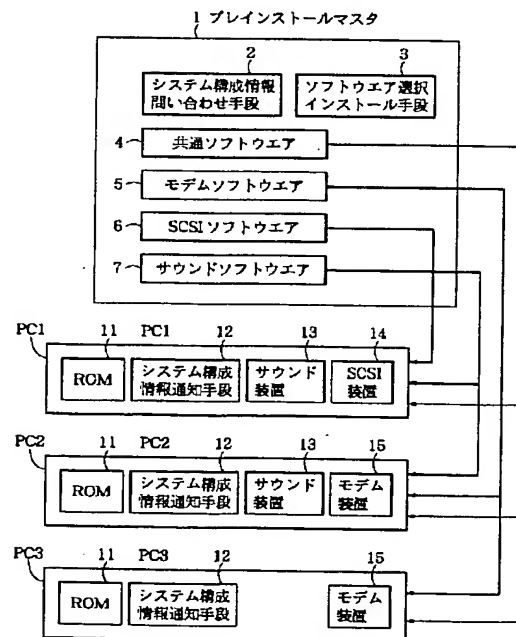 1 プレインストールマスタ
2
3
システム構成情報
問い合わせ手段
ソフトウエア選択
インストール手段
4
共通ソフトウエア
5
モデムソフトウエア
6
SCSI ソフトウエア
7
サウンドソフトウエア
PC1
11
PC1
12
13
14
ROM
システム構成
情報通知手段
サウンド
装置
SCSI
装置
PC2
11
PC2
12
13
15
ROM
システム構成
情報通知手段
サウンド
装置
モデム
装置
PC3
11
PC3
12
15
ROM
システム構成
情報通知手段
モデム
装置